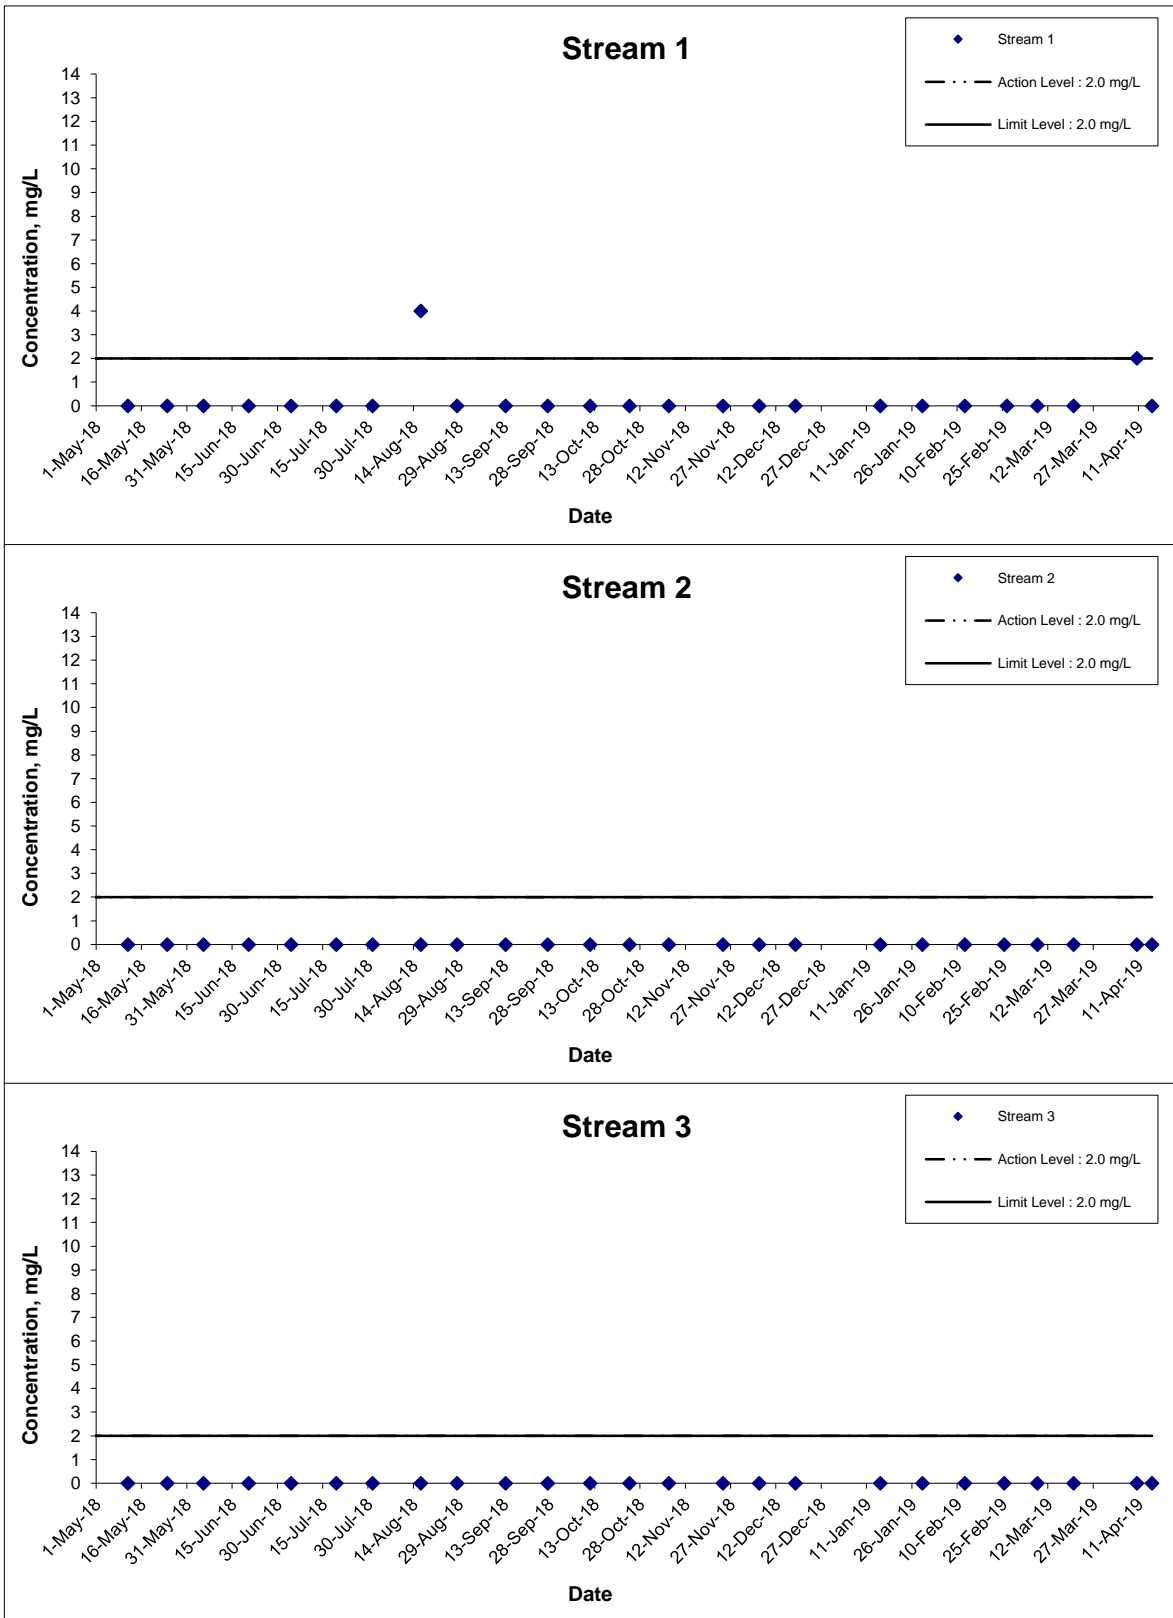 Stream 1
Stream 1
Action Level : 2.0 mg/L
Limit Level : 2.0 mg/L
Concentration, mg/L
14
13
12
11
10
9
8
7
6
5
4
3
2
1
0
1-May-18
16-May-18
31-May-18
15-Jun-18
30-Jun-18
15-Jul-18
30-Jul-18
14-Aug-18
29-Aug-18
13-Sep-18
28-Sep-18
13-Oct-18
28-Oct-18
12-Nov-18
27-Nov-18
12-Dec-18
27-Dec-18
11-Jan-19
26-Jan-19
10-Feb-19
25-Feb-19
12-Mar-19
27-Mar-19
11-Apr-19
Date
Stream 2
Stream 2
Action Level : 2.0 mg/L
Limit Level : 2.0 mg/L
Concentration, mg/L
14
13
12
11
10
9
8
7
6
5
4
3
2
1
0
1-May-18
16-May-18
31-May-18
15-Jun-18
30-Jun-18
15-Jul-18
30-Jul-18
14-Aug-18
29-Aug-18
13-Sep-18
28-Sep-18
13-Oct-18
28-Oct-18
12-Nov-18
27-Nov-18
12-Dec-18
27-Dec-18
11-Jan-19
26-Jan-19
10-Feb-19
25-Feb-19
12-Mar-19
27-Mar-19
11-Apr-19
Date
Stream 3
Stream 3
Action Level : 2.0 mg/L
Limit Level : 2.0 mg/L
Concentration, mg/L
14
13
12
11
10
9
8
7
6
5
4
3
2
1
0
1-May-18
16-May-18
31-May-18
15-Jun-18
30-Jun-18
15-Jul-18
30-Jul-18
14-Aug-18
29-Aug-18
13-Sep-18
28-Sep-18
13-Oct-18
28-Oct-18
12-Nov-18
27-Nov-18
12-Dec-18
27-Dec-18
11-Jan-19
26-Jan-19
10-Feb-19
25-Feb-19
12-Mar-19
27-Mar-19
11-Apr-19
Date